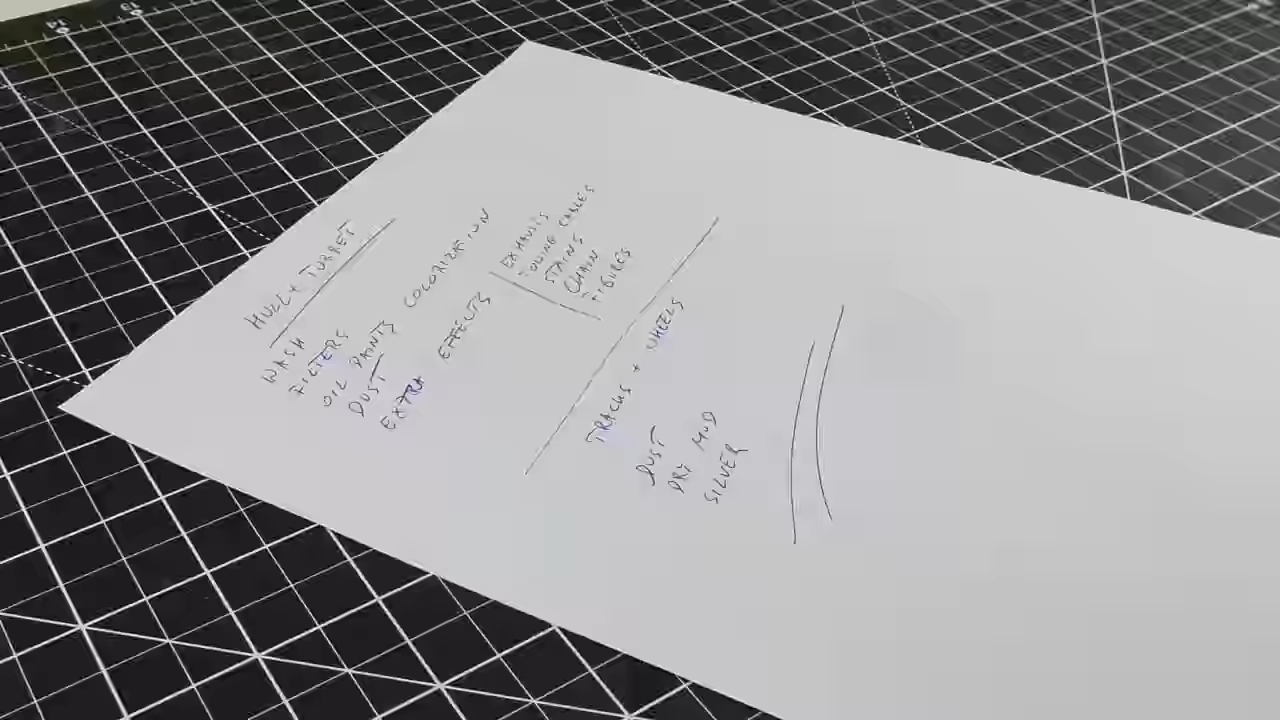 HULL + TURRET
WASH
FILTERS
OIL PAINTS COLORIZATION
DUST
EXTRA EFFECTS
EXHAUSTS
TOWING CABLES
STAINS
CHAIN
FIGURES
TRACKS + WHEELS
DUST
DRY MUD
SILVER